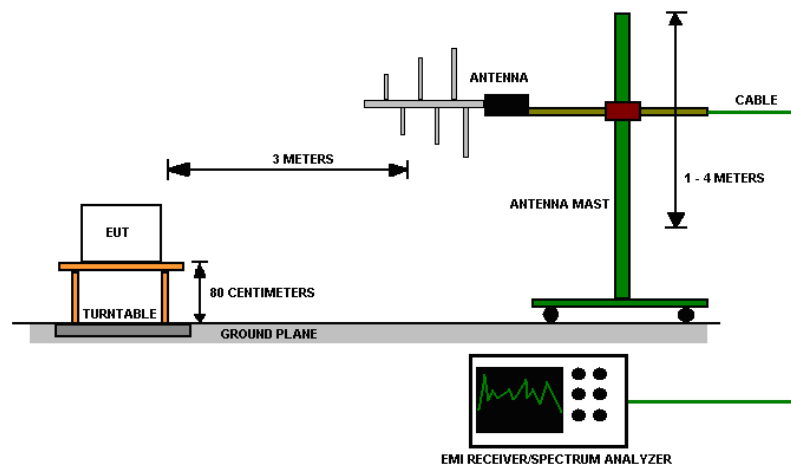 ANTENNA
CABLE
3 METERS
1 - 4 METERS
ANTENNA MAST
EUT
80 CENTIMETERS
TURNTABLE
GROUND PLANE
EMI RECEIVER/SPECTRUM ANALYZER